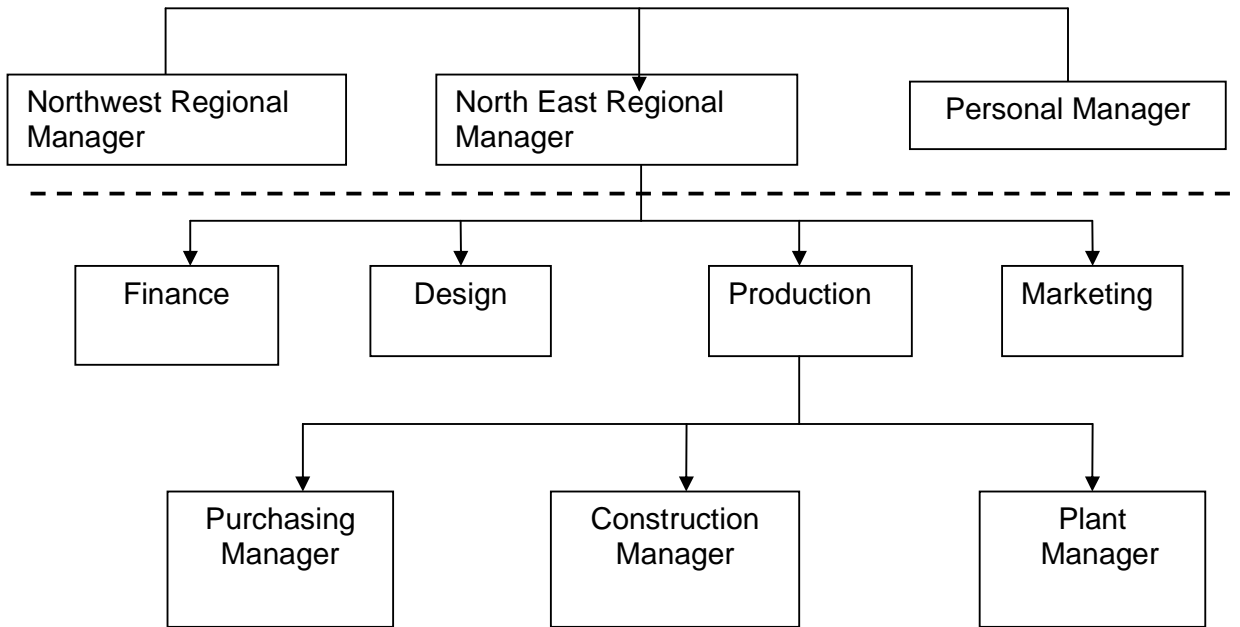 Northwest Regional
Manager
North East Regional
Manager
Personal Manager
Finance
Design
Production
Marketing
Purchasing
Manager
Construction
Manager
Plant
Manager